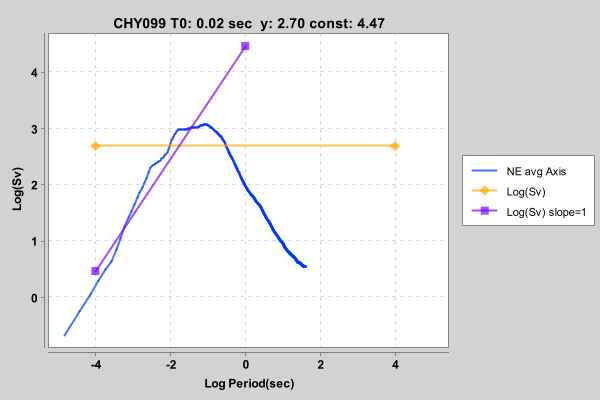 CHY099 T0: 0.02 sec  y: 2.70 const: 4.47
4
3
2
1
0
Log(Sv)
-4 -2 0 2 4
Log Period(sec)
NE avg Axis
Log(Sv)
Log(Sv) slope=1